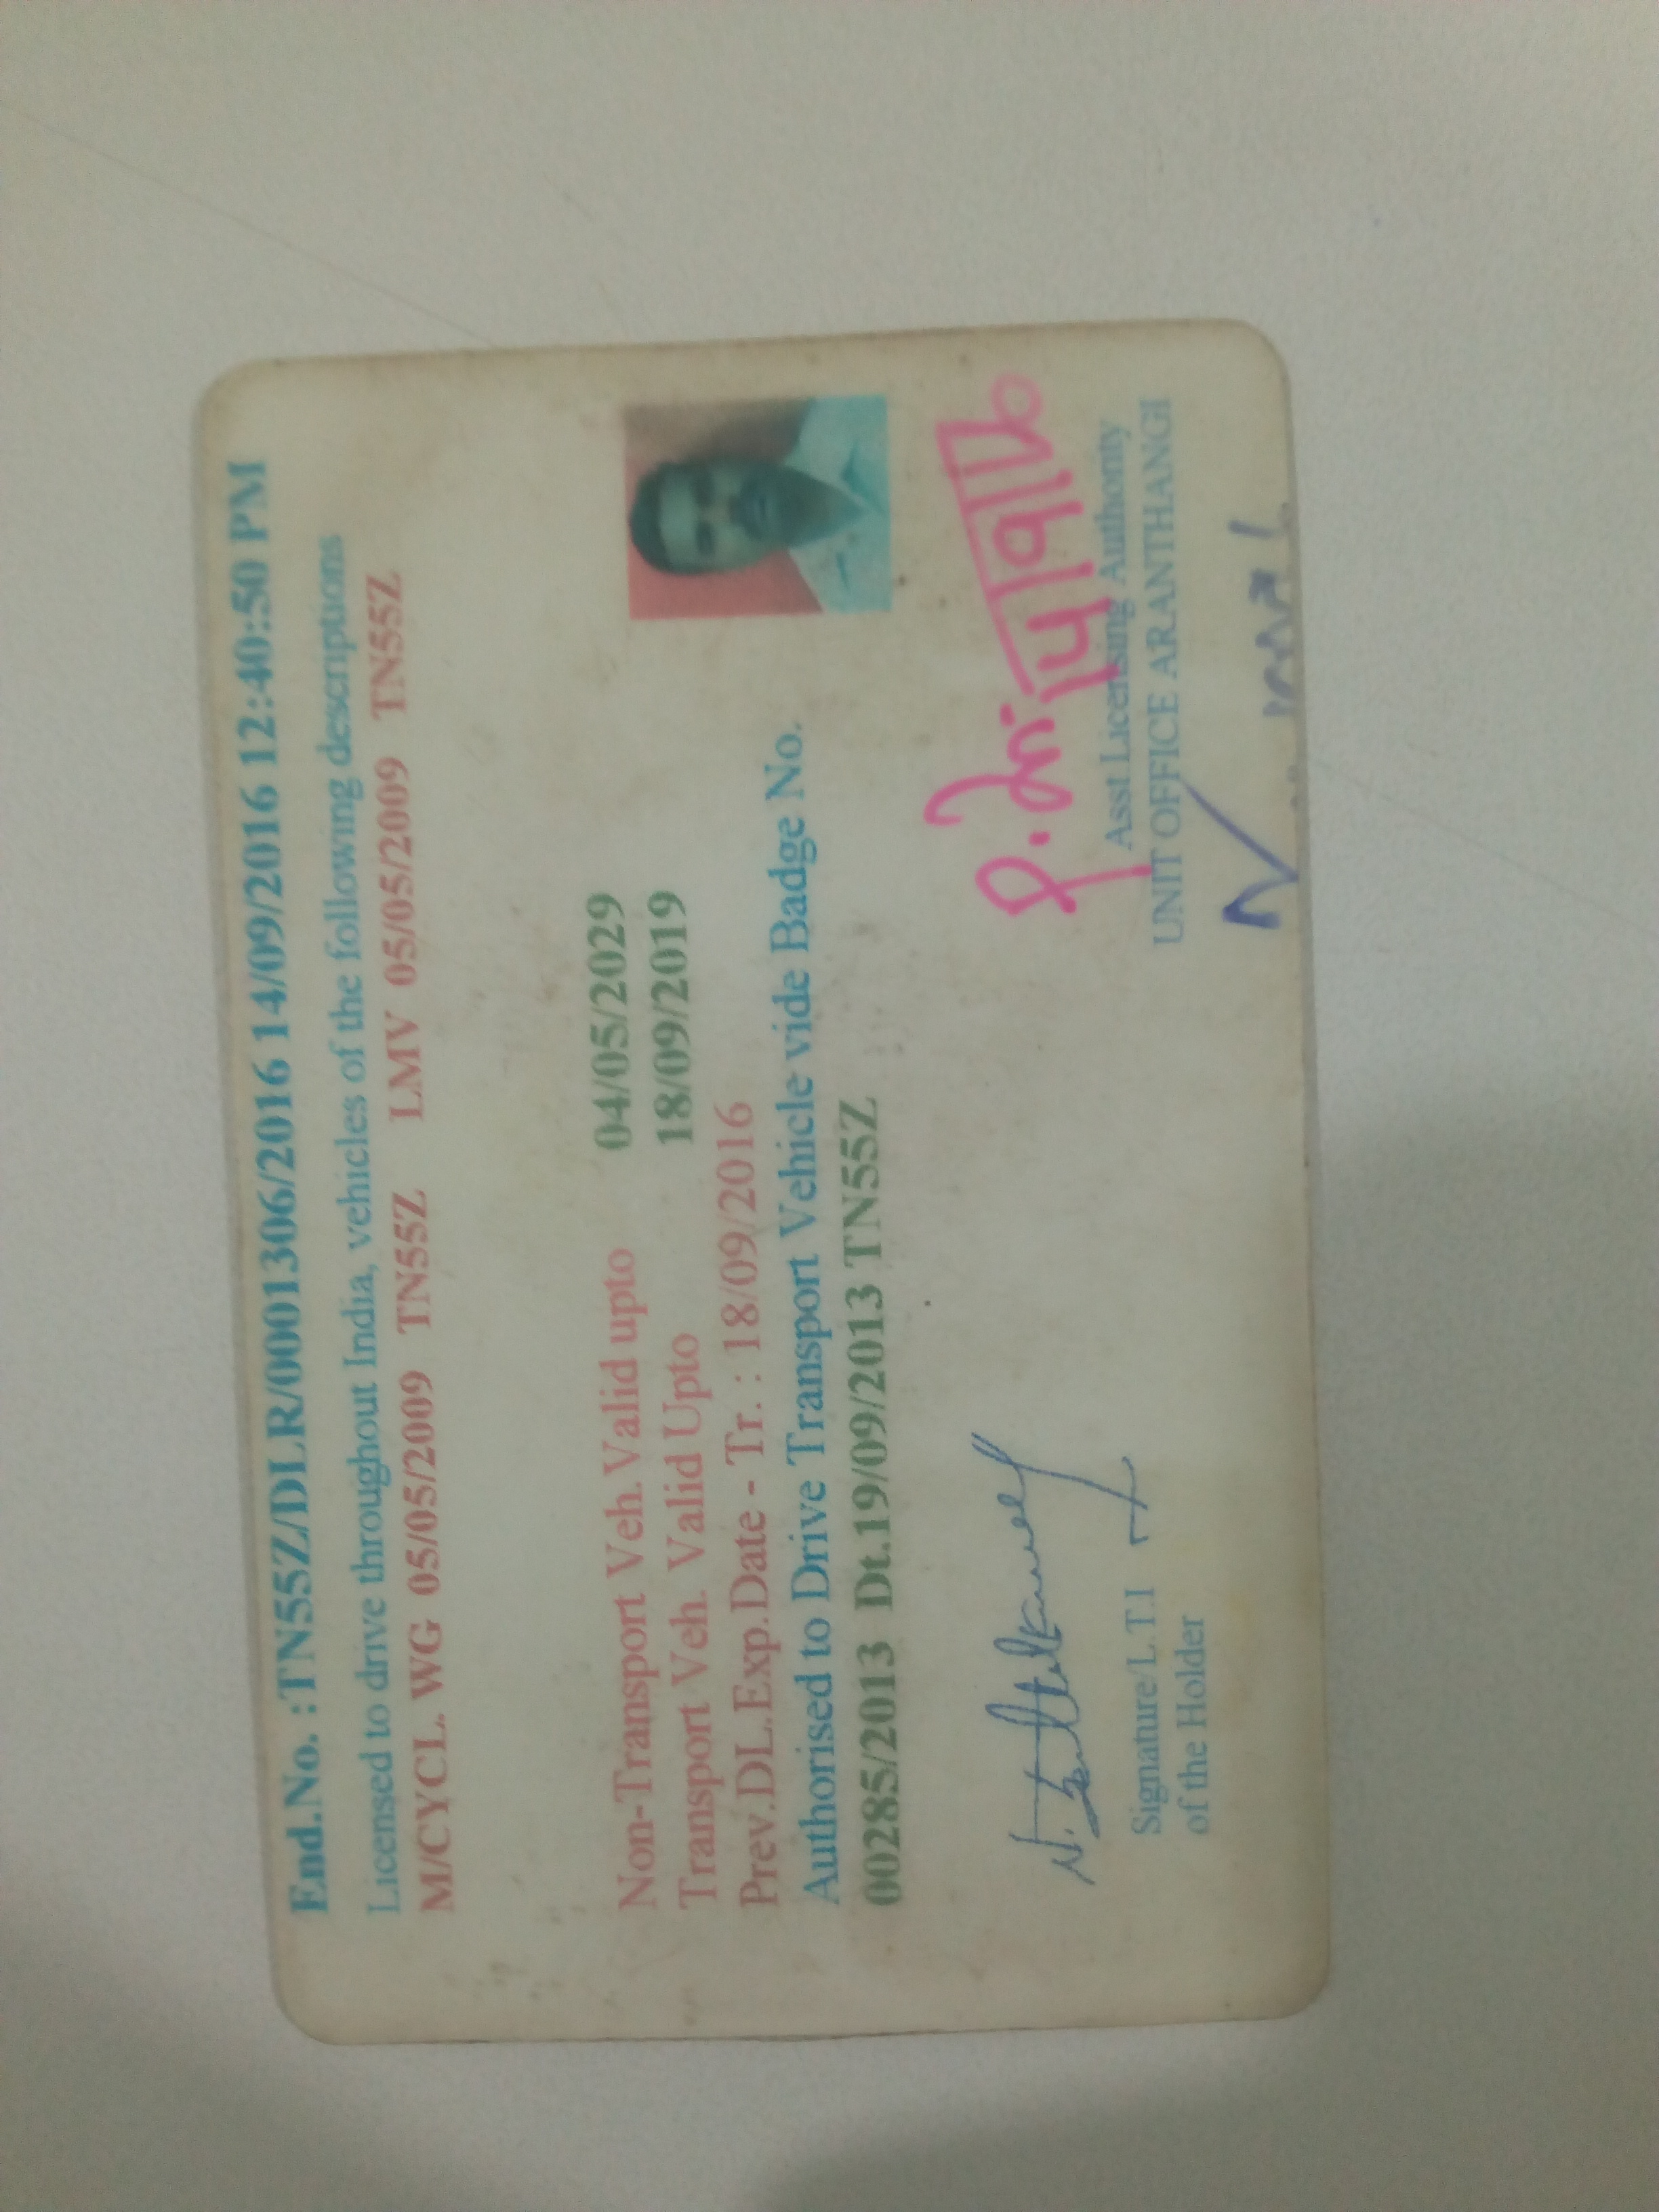 End.No. :TN55Z/DLR/0001306/2016 14/09/2016 12:40:50 PM
Licensed to drive throughout India, vehicles of the following descriptions
M/CYCL. WG 05/05/2009 TN55Z LMV 05/05/2009 TN55Z
Non-Transport Veh. Valid upto 04/05/2029
Transport Veh. Valid Upto 18/09/2019
Prev.DL.Exp.Date - Tr. : 18/09/2016
Authorised to Drive Transport Vehicle vide Badge No.
00285/2013 Dt.19/09/2013 TN55Z
Signature/L.T.I
of the Holder
Asst Licensing Authority
UNIT OFFICE ARANTHANGI